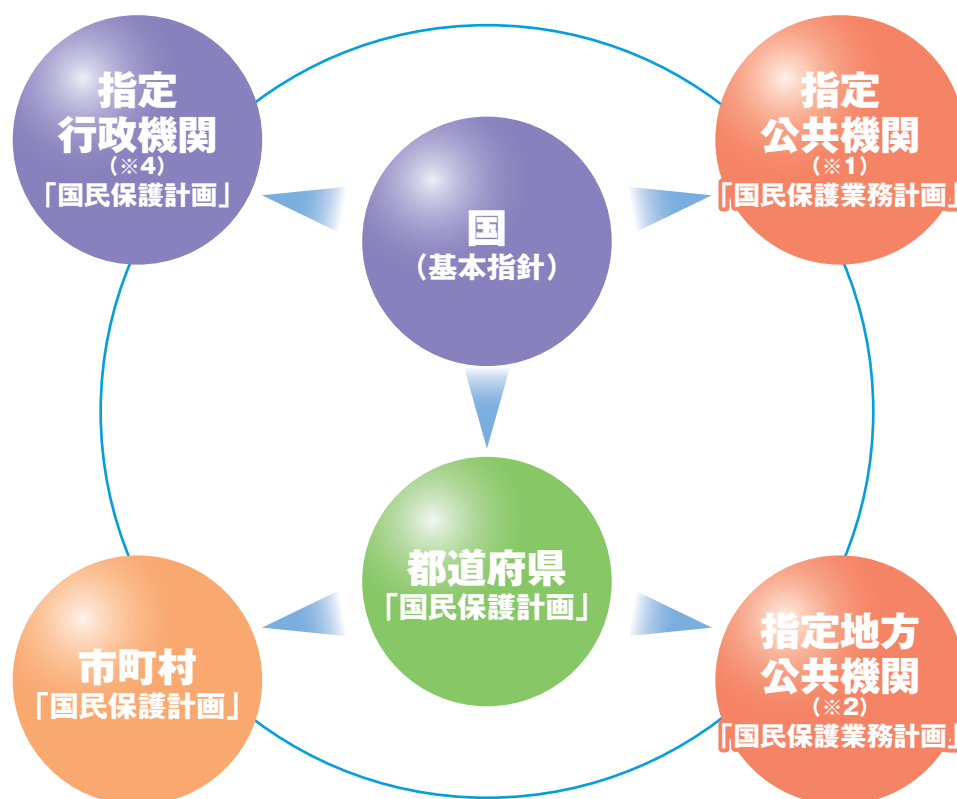 指定
行政機関
（※4）
「国民保護計画」
指定
公共機関
（※1）
「国民保護業務計画」
国
（基本指針）
都道府県
「国民保護計画」
市町村
「国民保護計画」
指定地方
公共機関
（※2）
「国民保護業務計画」